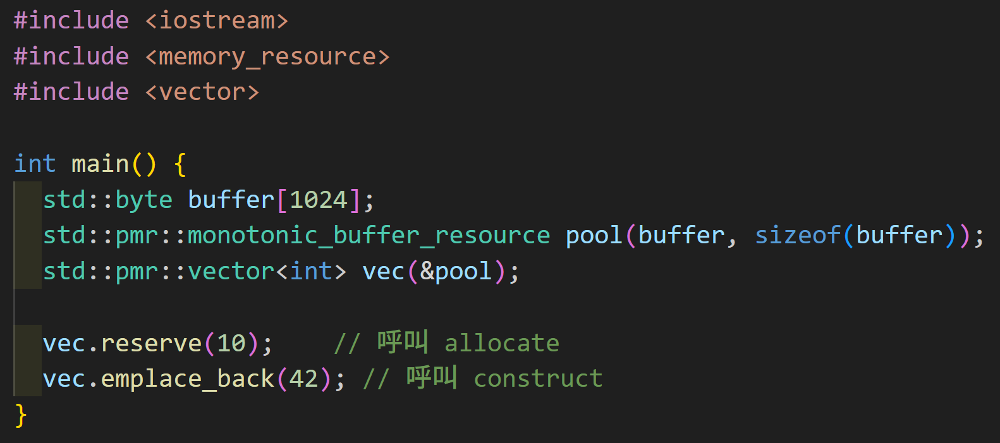 #include <iostream>
#include <memory_resource>
#include <vector>
int main() {
std::byte buffer[1024];
std::pmr::monotonic_buffer_resource pool(buffer, sizeof(buffer));
std::pmr::vector<int> vec(&pool);
vec.reserve(10);    // 呼叫 allocate
vec.emplace_back(42); // 呼叫 construct
}